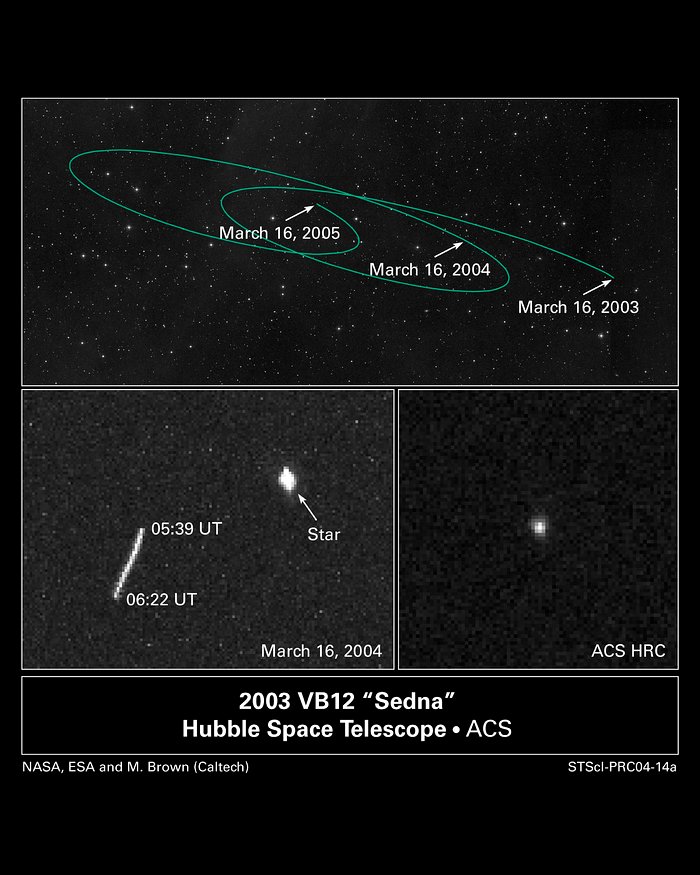 March 16, 2005
March 16, 2004
March 16, 2003
05:39 UT
Star
06:22 UT
March 16, 2004
ACS HRC
2003 VB12 “Sedna”
Hubble Space Telescope • ACS
NASA, ESA and M. Brown (Caltech)
STScI-PRC04-14a